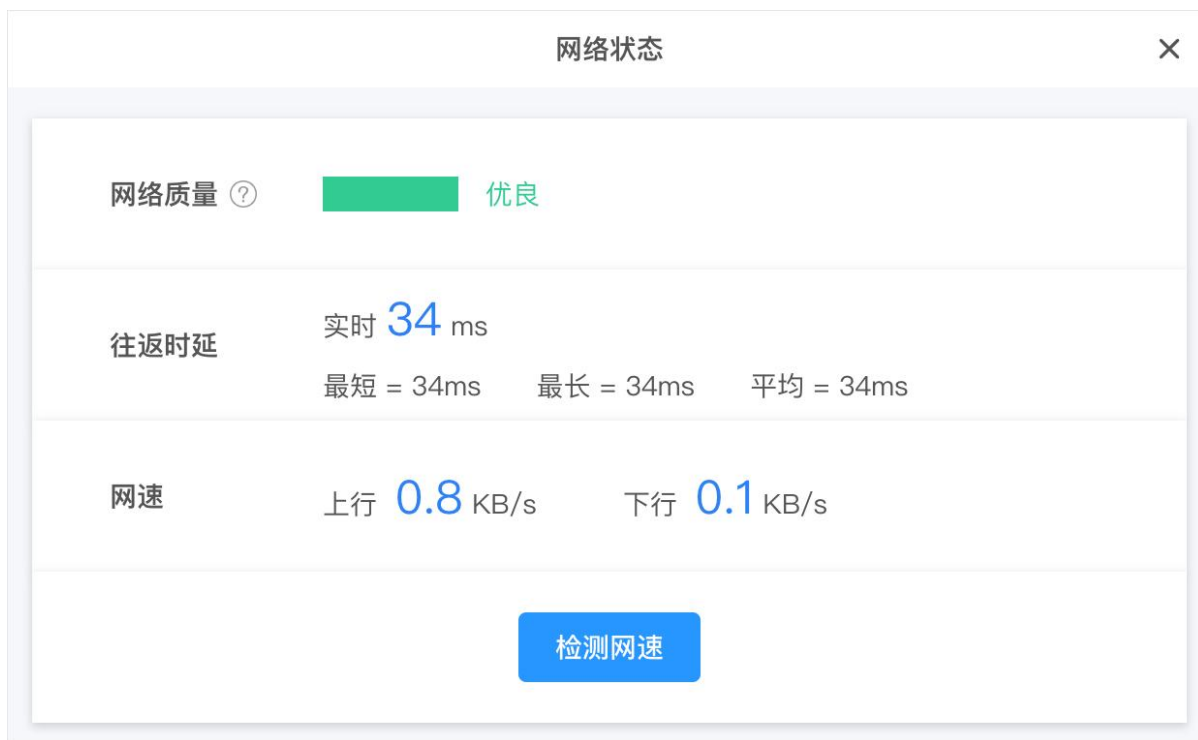 网络状态
网络质量 ? 优良
往返时延
实时 34 ms
最短 = 34ms 最长 = 34ms 平均 = 34ms
网速 上行 0.8 KB/s 下行 0.1 KB/s
检测网速